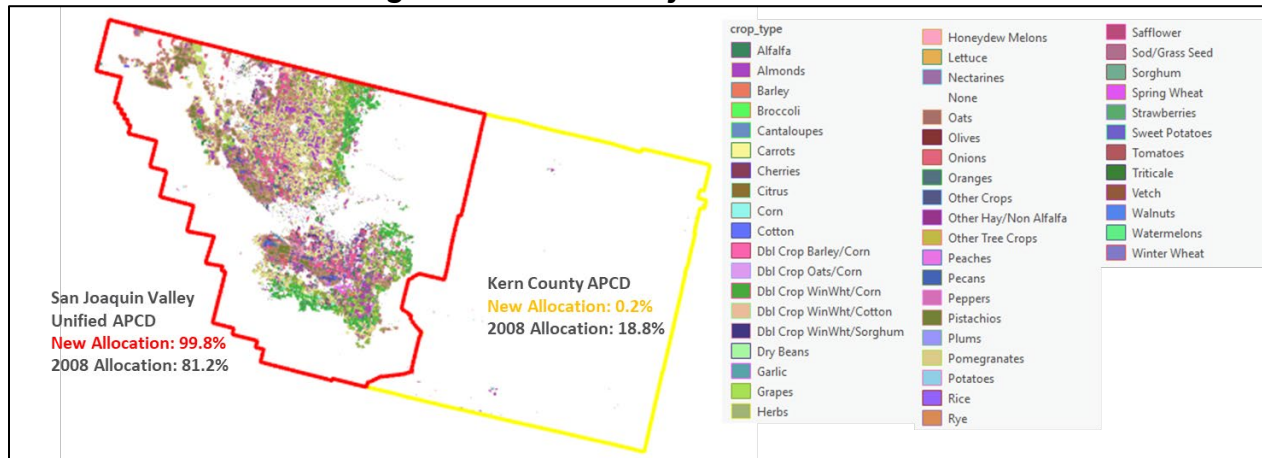 San Joaquin Valley
Unified APCD
New Allocation: 99.8%
2008 Allocation: 81.2%
Kern County APCD
New Allocation: 0.2%
2008 Allocation: 18.8%
crop_type
Alfalfa
Almonds
Barley
Broccoli
Cantaloupes
Carrots
Cherries
Citrus
Corn
Cotton
Dbl Crop Barley/Corn
Dbl Crop Oats/Corn
Dbl Crop WinWht/Corn
Dbl Crop WinWht/Cotton
Dbl Crop WinWht/Sorghum
Dry Beans
Garlic
Grapes
Herbs
Honeydew Melons
Lettuce
Nectarines
None
Oats
Olives
Onions
Oranges
Other Crops
Other Hay/Non Alfalfa
Other Tree Crops
Peaches
Pecans
Peppers
Pistachios
Plums
Pomegranates
Potatoes
Rice
Rye
Safflower
Sod/Grass Seed
Sorghum
Spring Wheat
Strawberries
Sweet Potatoes
Tomatoes
Triticale
Vetch
Walnuts
Watermelons
Winter Wheat